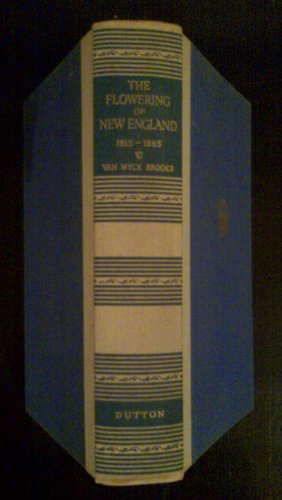 THE
FLOWERING
OF
NEW ENGLAND
1815-1865
VAN WYCK BROOKS
DUTTON